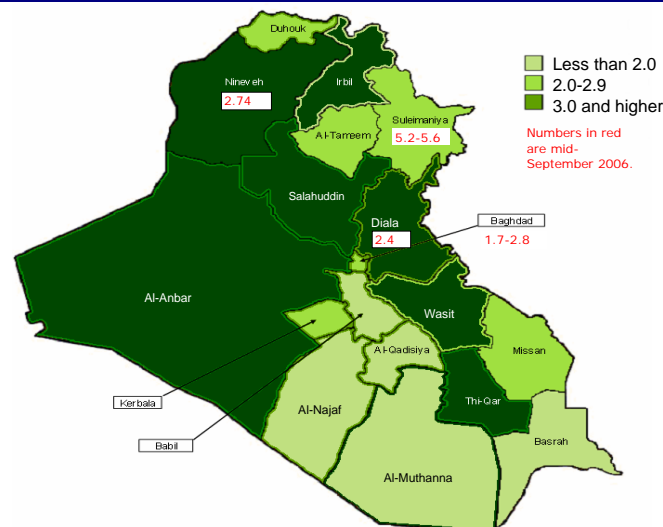 Duhouk
Nineveh
2.74
Irbil
Suleimaniya
5.2-5.6
Al-Tameem
Less than 2.0
2.0-2.9
3.0 and higher
Numbers in red
are mid-
September 2006.
Salahuddin
Diala
2.4
Baghdad
1.7-2.8
Al-Anbar
Wasit
Missan
Al-Qadisiya
Kerbala
Al-Najaf
Thi-Qar
Babil
Basrah
Al-Muthanna